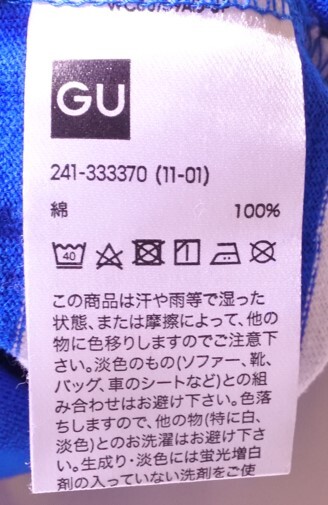 GU
241-333370 (11-01)
綿 100%
40
この商品は汗や雨等で湿った
状態、または摩擦によって、他の
物に色移りしますのでご注意下
さい。淡色のもの(ソファー、靴、
バッグ、車のシートなど)との組
み合わせはお避け下さい。色落
ちしますので、他の物(特に白、
淡色)とのお洗濯はお避け下さ
い。生成り・淡色には蛍光増白
剤の入っていない洗剤をご使